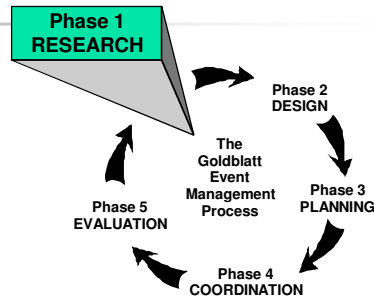 Phase 1
RESEARCH
Phase 2
DESIGN
Phase 3
PLANNING
Phase 4
COORDINATION
Phase 5
EVALUATION
The
Goldblatt
Event
Management
Process